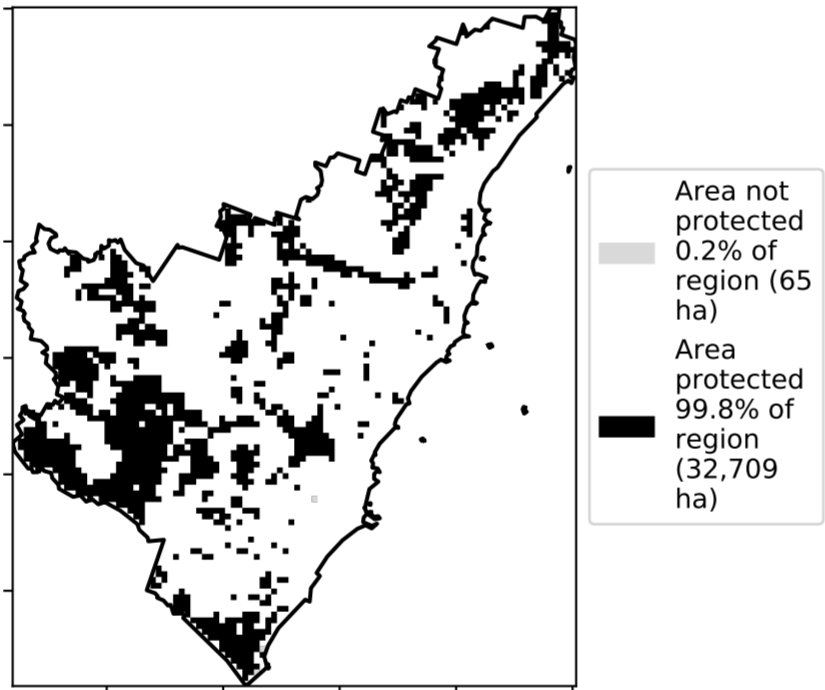 Area not
protected
0.2% of
region (65
ha)
Area
protected
99.8% of
region
(32,709
ha)